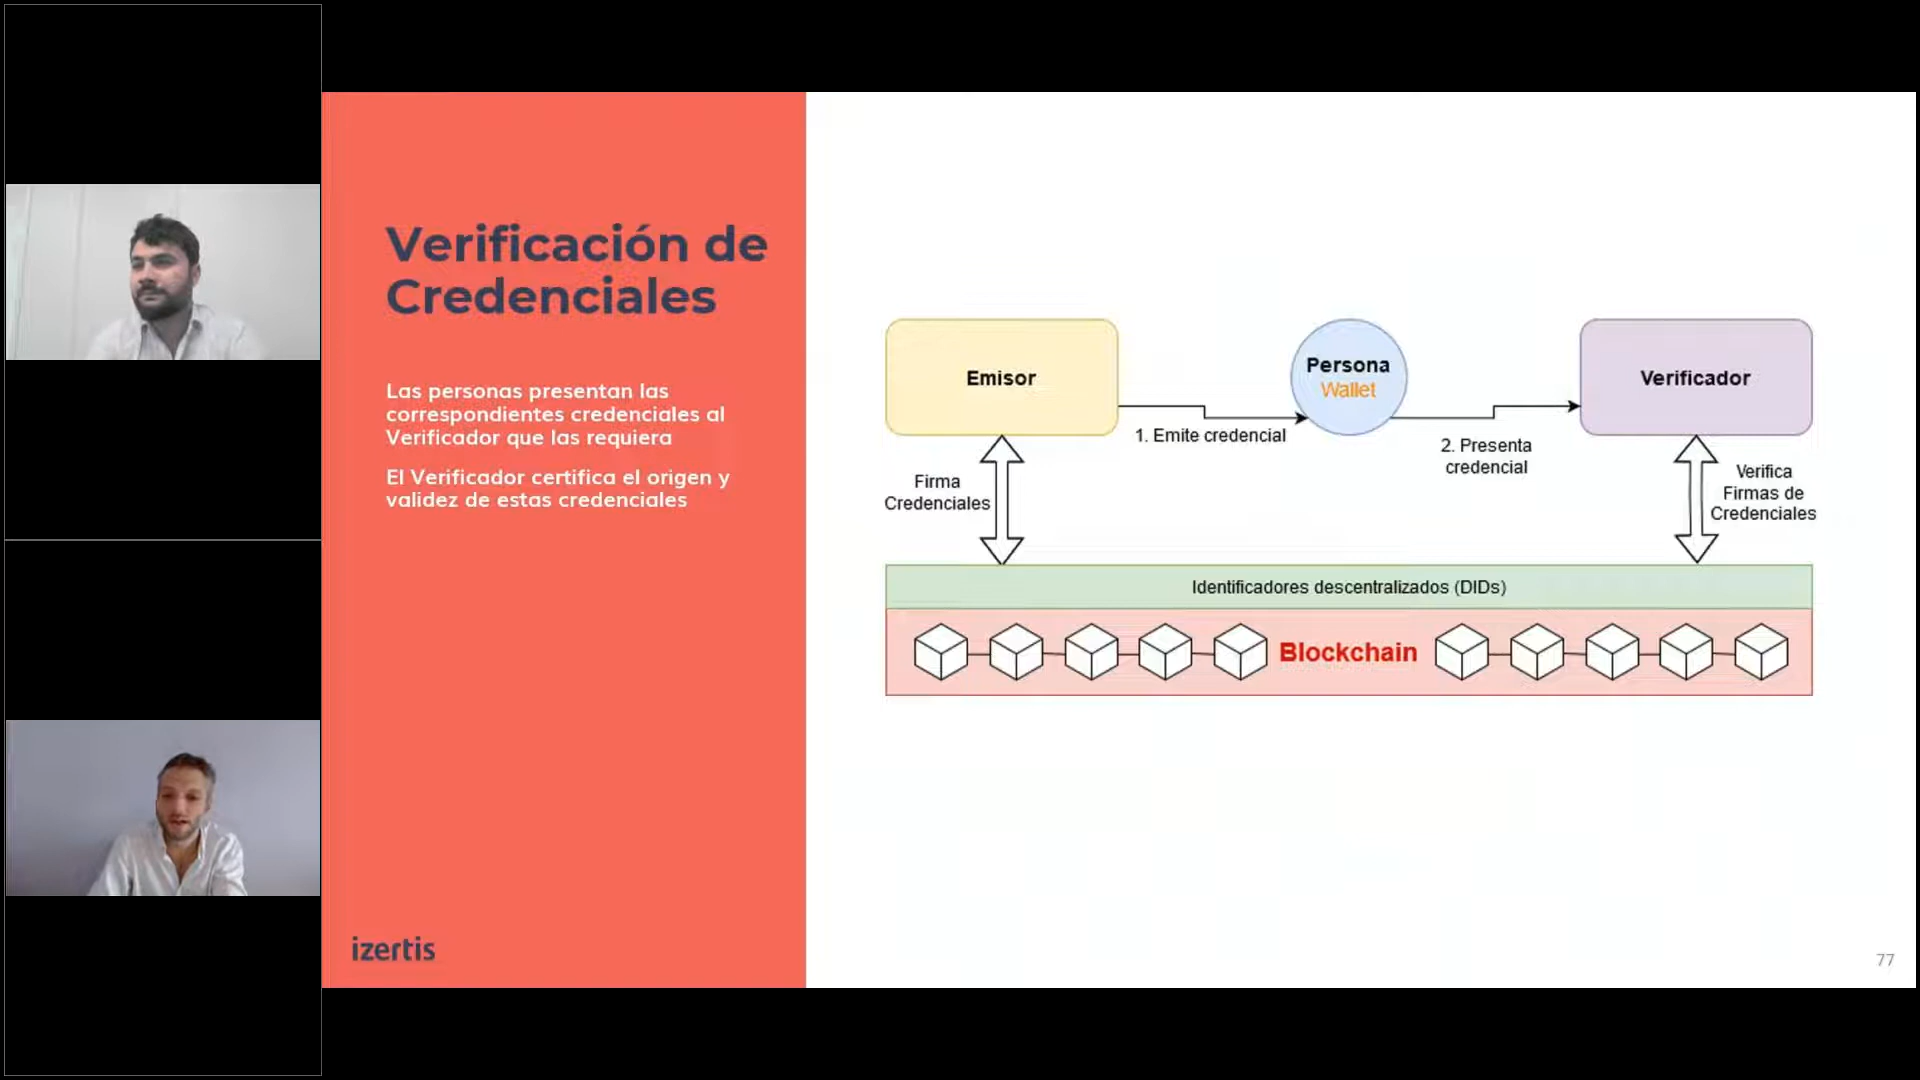 Verificación de
Credenciales
Las personas presentan las
correspondientes credenciales al
Verificador que las requiera
El Verificador certifica el origen y
validez de estas credenciales
izertis
Emisor
Persona
Wallet
Verificador
1. Emite credencial
2. Presenta
credencial
Firma
Credenciales
Verifica
Firmas de
Credenciales
Identificadores descentralizados (DIDs)
Blockchain
77